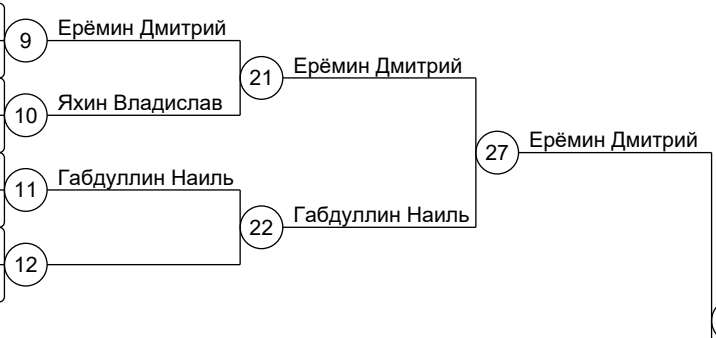 9 Ерёмин Дмитрий
21 Ерёмин Дмитрий
10 Яхин Владислав
27 Ерёмин Дмитрий
11 Габдуллин Наиль
22 Габдуллин Наиль
12